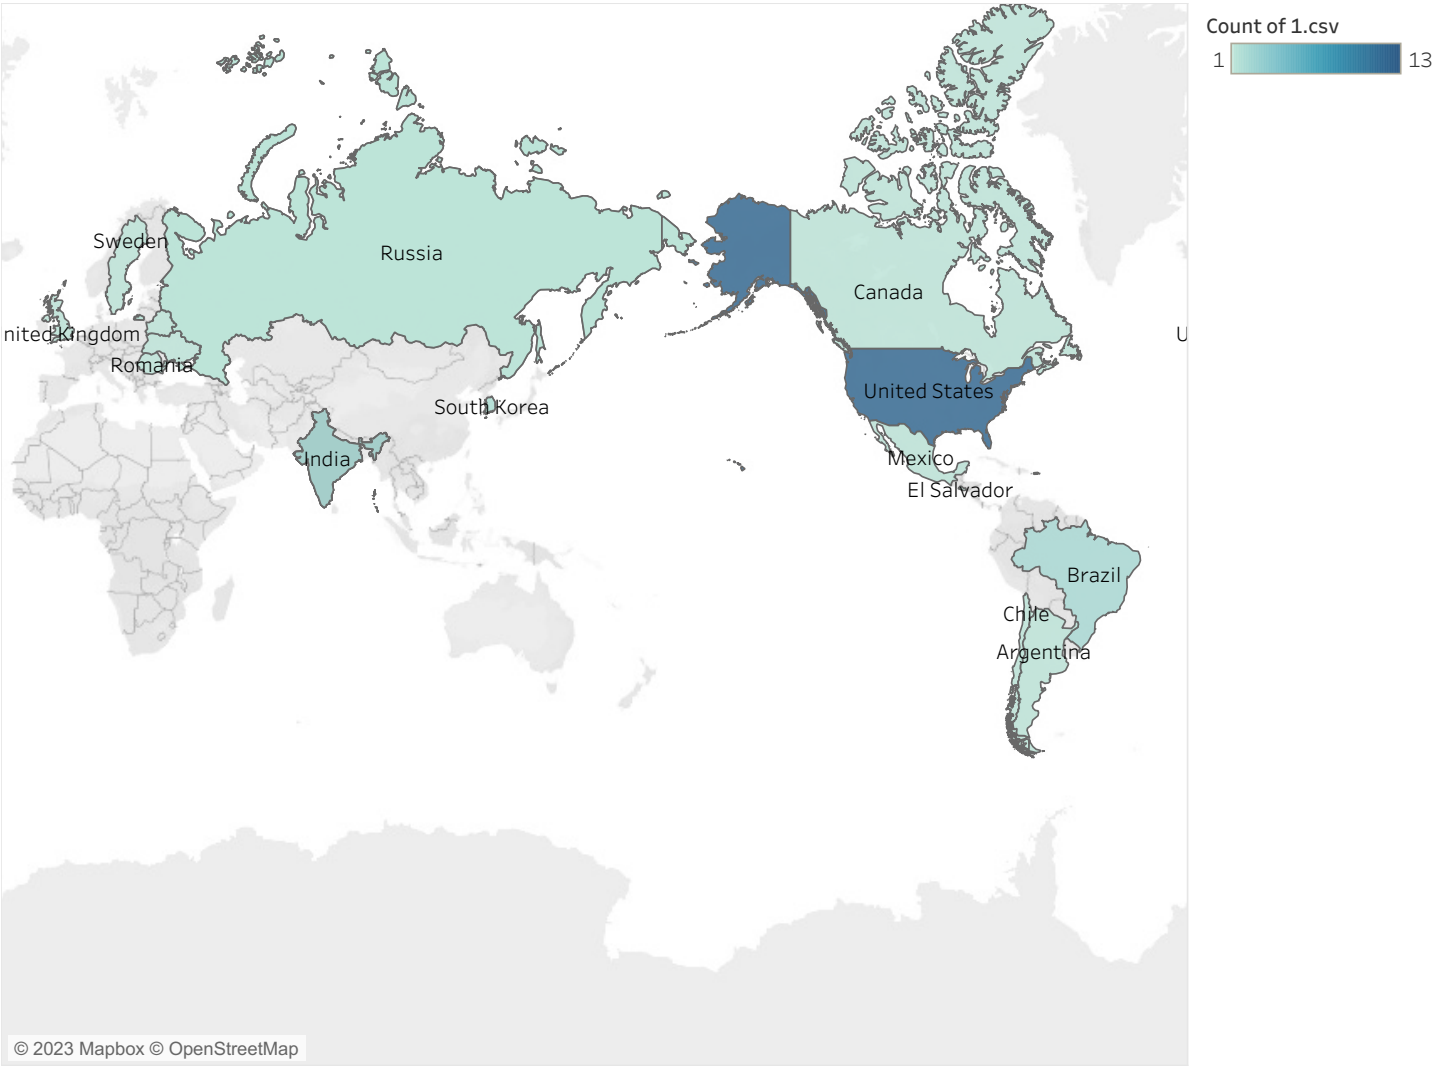 Count of 1.csv
1
13
Sweden
Russia
Canada
nited Kingdom
U
Romania
United States
South Korea
India
Mexico
El Salvador
Brazil
Chile
Argentina
© 2023 Mapbox © OpenStreetMap